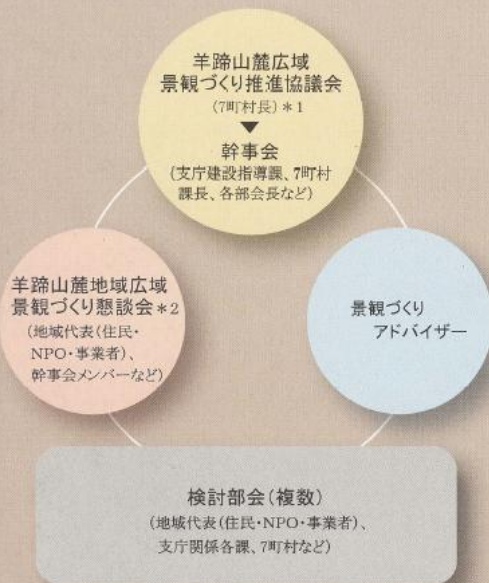 羊蹄山麓広域
景観づくり推進協議会
(7町村長)＊1
▼
幹事会
(支庁建設指導課、7町村
課長、各部会長など)
羊蹄山麓地域広域
景観づくり懇談会＊2
(地域代表(住民・
NPO・事業者)、
幹事会メンバーなど)
景観づくり
アドバイザー
検討部会(複数)
(地域代表(住民・NPO・事業者)、
支庁関係各課、7町村など)